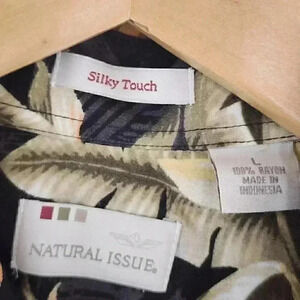 Silky Touch
L
100% RAYON
MADE IN
INDONESIA
NATURAL ISSUE®